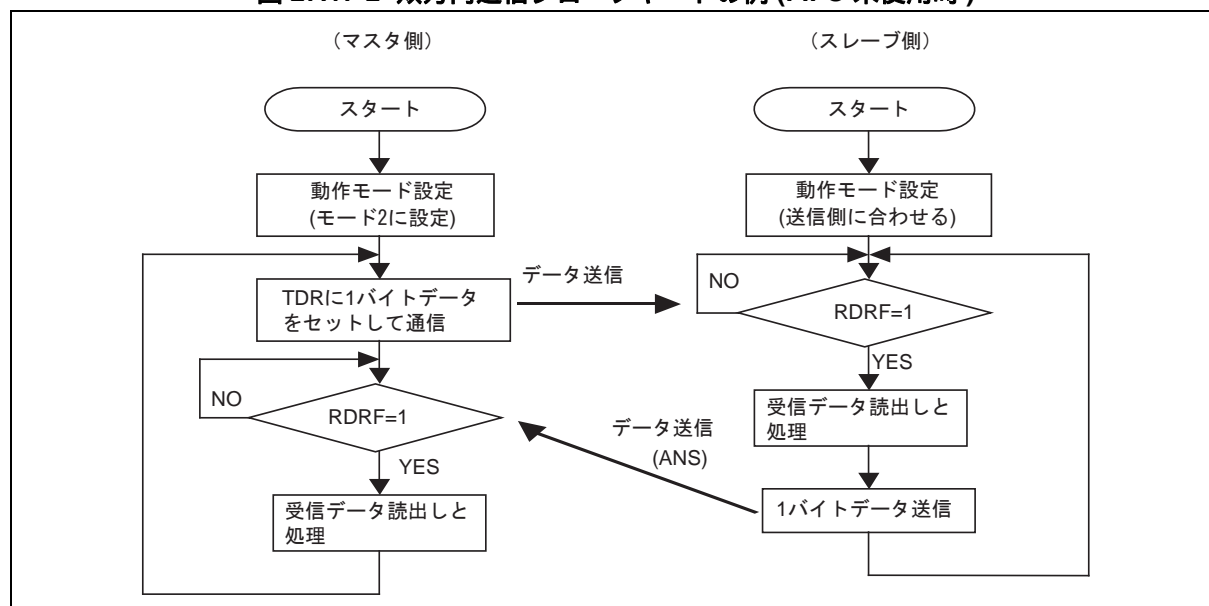 (マスタ側)
スタート
動作モード設定
(モード2に設定)
TDRに1バイトデータ
をセットして通信
NO
RDRF=1
YES
受信データ読出しと
処理
データ送信
データ送信
(ANS)
(スレーブ側)
スタート
動作モード設定
(送信側に合わせる)
NO
RDRF=1
YES
受信データ読出しと
処理
1バイトデータ送信